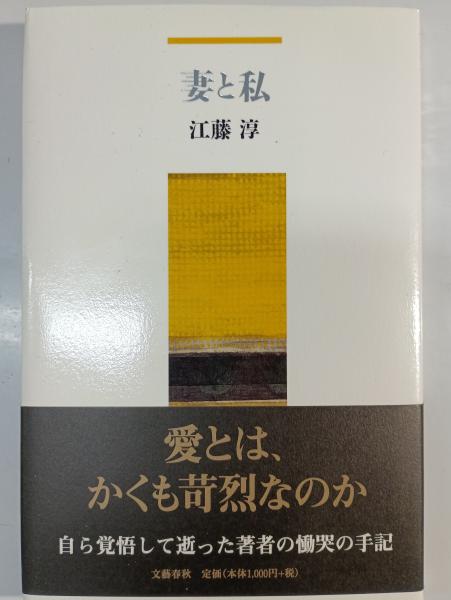 妻と私
江藤 淳
愛とは、
かくも苛烈なのか
自ら覚悟して逝った著者の慟哭の手記
文藝春秋 定価(本体1,000円+税)